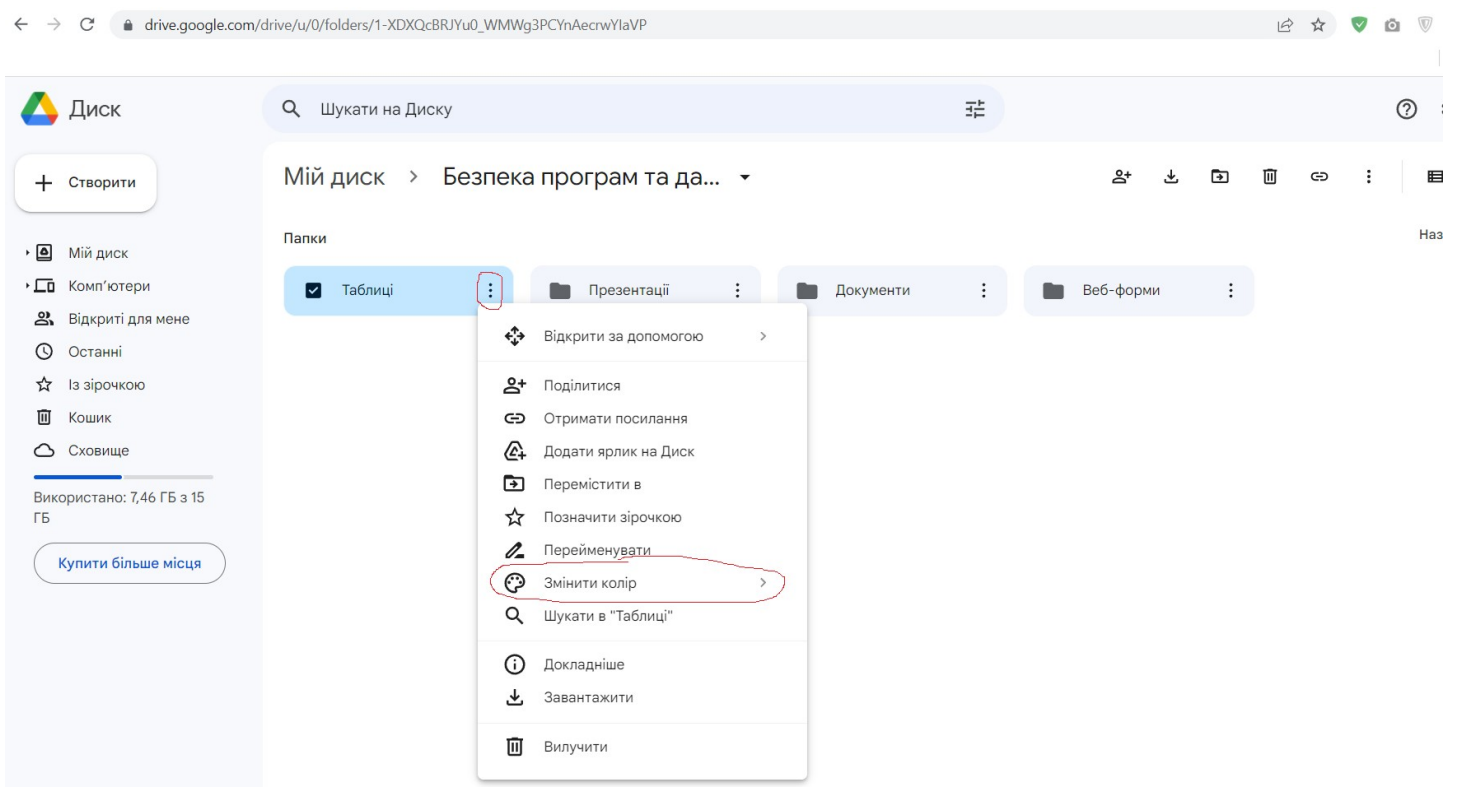 drive.google.com/drive/u/0/folders/1-XDXQcBRJYu0_WMWg3PCYnAecrwYIaVP
Диск
Шукати на Диску
Створити
Мій диск > Безпека програм та да...
Мій диск
Комп'ютери
Відкриті для мене
Останні
Із зірочкою
Кошик
Сховище
Використано: 7,46 ГБ з 15
ГБ
Купити більше місця
Папки
Наз
Таблиці
Презентації
Документи
Веб-форми
Відкрити за допомогою
Поділитися
Отримати посилання
Додати ярлик на Диск
Перемістити в
Позначити зірочкою
Перейменувати
Змінити колір
Шукати в "Таблиці"
Докладніше
Завантажити
Вилучити